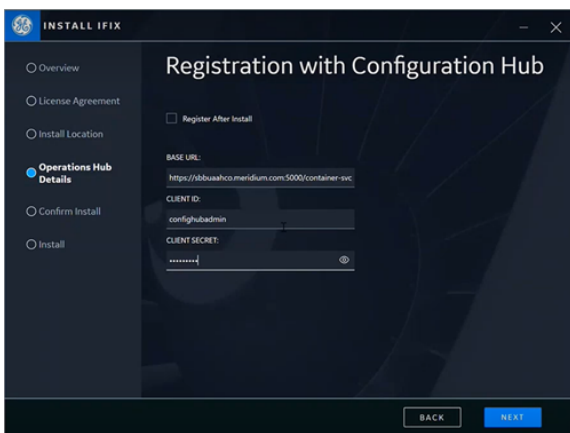 INSTALL IFIX
Overview
License Agreement
Install Location
Operations Hub
Details
Confirm Install
Install
Registration with Configuration Hub
Register After Install
BASE URL:
https://sbbuaahco.meridium.com:5000/container-svc
CLIENT ID:
confighubadmin
CLIENT SECRET:
•••••••••
BACK
NEXT